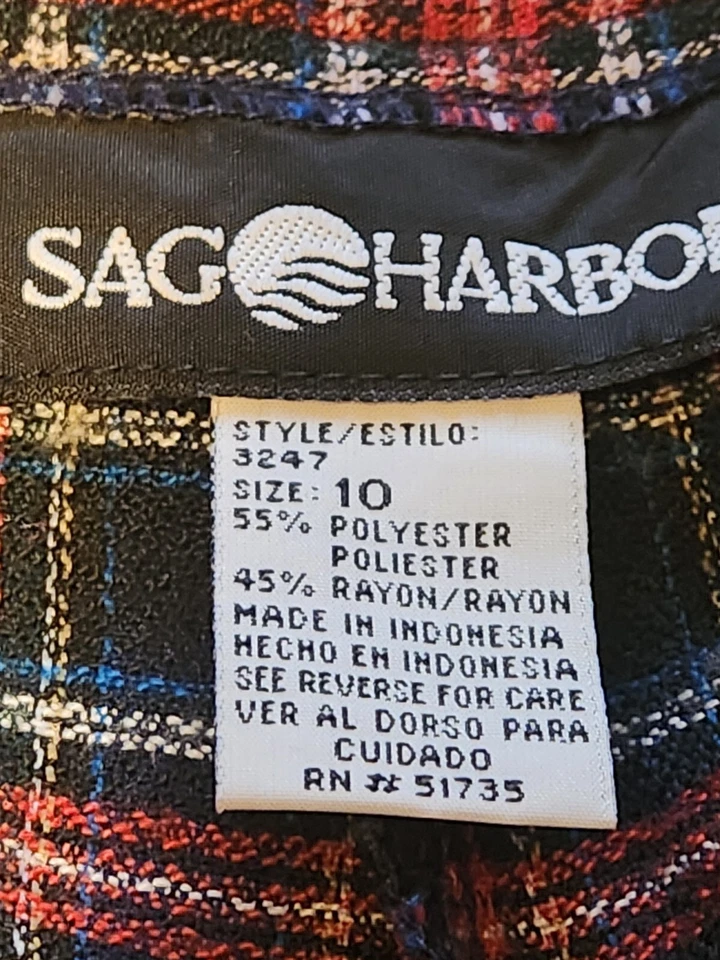 SAG HARBOR
STYLE/ESTILO:
3247
SIZE: 10
55% POLYESTER
POLIESTER
45% RAYON/RAYON
MADE IN INDONESIA
HECHO EN INDONESIA
SEE REVERSE FOR CARE
VER AL DORSO PARA
CUIDADO
RN # 51735